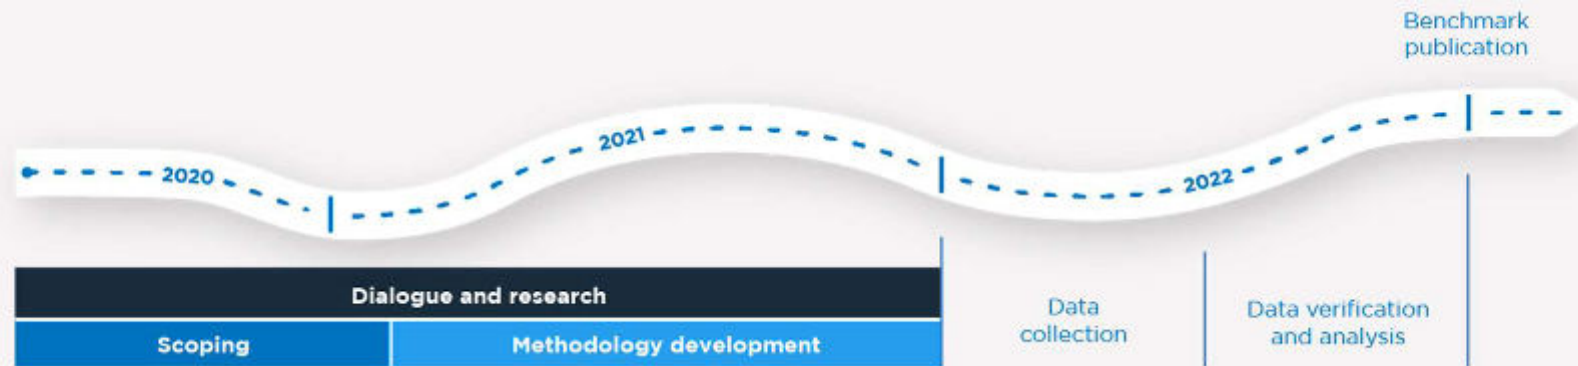 Benchmark
publication
2020
2021
2022
Dialogue and research
Scoping
Methodology development
Data
collection
Data verification
and analysis